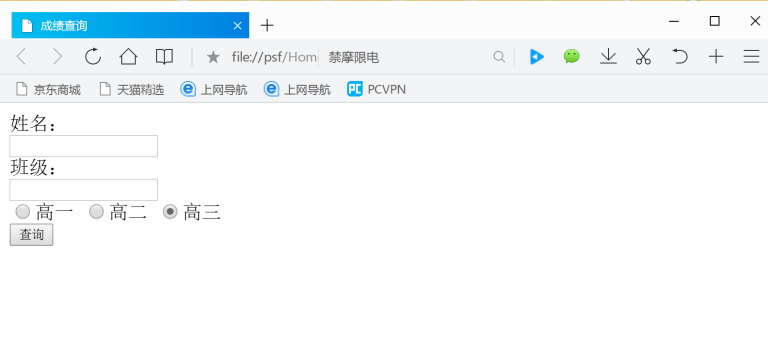 成绩查询
file://psf/Hom 禁摩限电
京东商城 天猫精选 上网导航 上网导航 PCVPN
姓名：
班级：
高一 高二 高三
查询